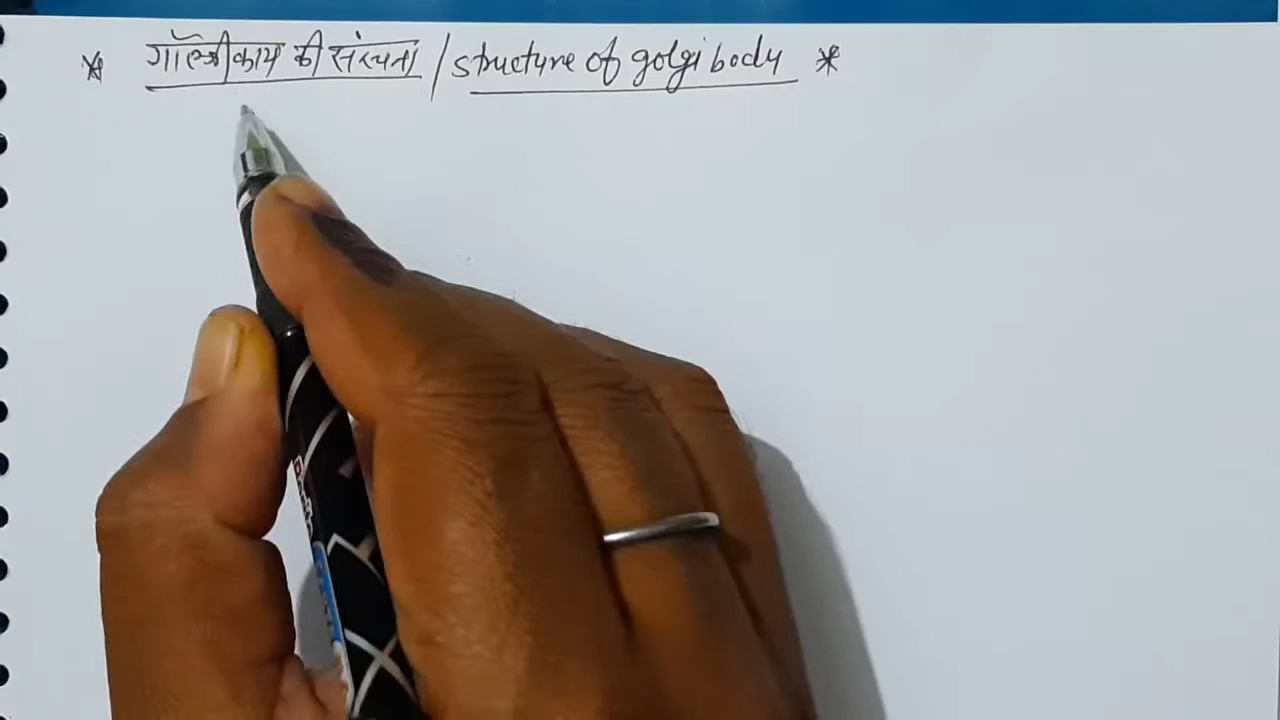 * गॉल्जीकाय की संरचना / structure of golgi body *